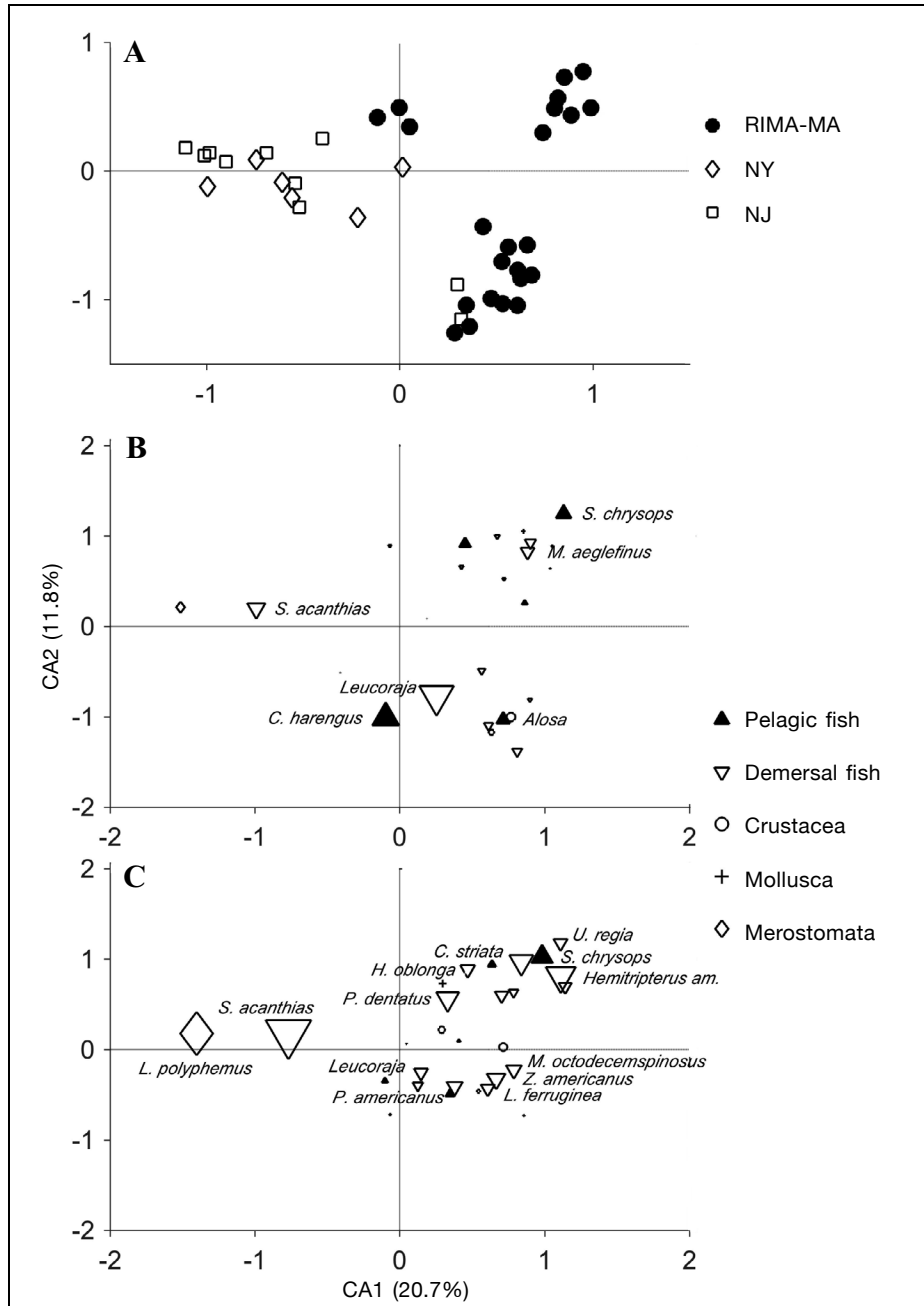 A
1
0
-1
-1
0
1
RIMA-MA
NY
NJ
B
2
1
0
-1
-2
-2
-1
0
1
2
CA2 (11.8%)
S. chrysops
M. aeglefinus
S. acanthias
Leucoraja
C. harengus
Alosa
Pelagic fish
Demersal fish
Crustacea
Mollusca
Merostomata
C
2
1
0
-1
-2
-2
-1
0
1
2
U. regia
C. striata
S. chrysops
H. oblonga
Hemitripterus am.
P. dentatus
S. acanthias
L. polyphemus
Leucoraja
M. octodecemspinosus
Z. americanus
P. americanus
L. ferruginea
CA1 (20.7%)